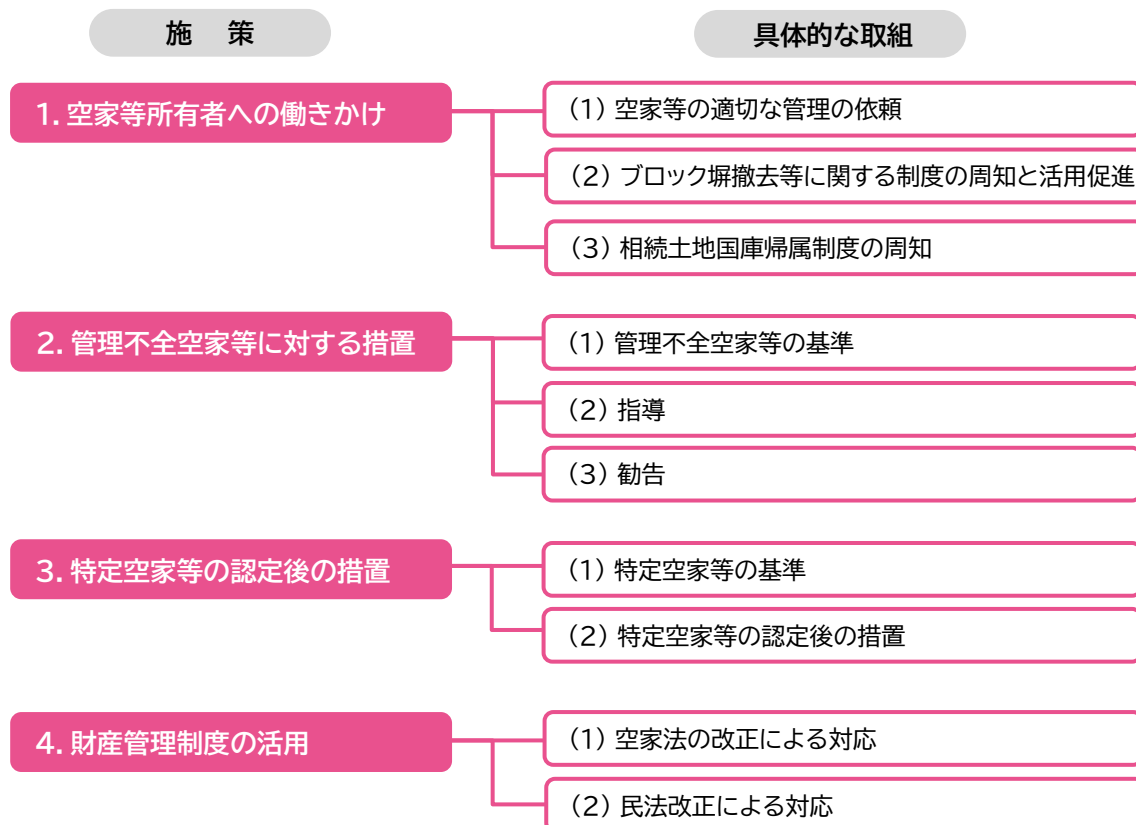 施 策
具体的な取組
1. 空家等所有者への働きかけ
(1) 空家等の適切な管理の依頼
(2) ブロック塀撤去等に関する制度の周知と活用促進
(3) 相続土地国庫帰属制度の周知
2. 管理不全空家等に対する措置
(1) 管理不全空家等の基準
(2) 指導
(3) 勧告
3. 特定空家等の認定後の措置
(1) 特定空家等の基準
(2) 特定空家等の認定後の措置
4. 財産管理制度の活用
(1) 空家法の改正による対応
(2) 民法改正による対応